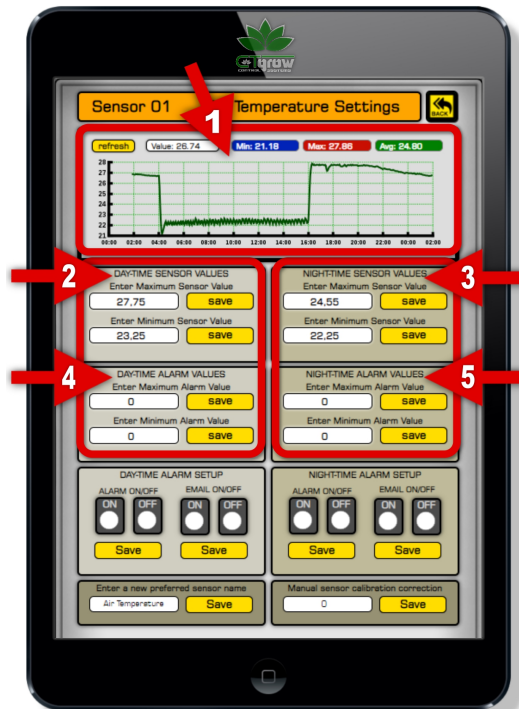 Sensor 01
Temperature Settings
BACK
1
refresh
Value: 26.74
Min: 21.18
Max: 27.86
Avg: 24.80
28
27
26
25
24
23
22
21
00:00 02:00 04:00 06:00 08:00 10:00 12:00 14:00 16:00 18:00 20:00 22:00 00:00 02:00
2
DAY-TIME SENSOR VALUES
Enter Maximum Sensor Value
27,75 save
Enter Minimum Sensor Value
23,25 save
3
NIGHT-TIME SENSOR VALUES
Enter Maximum Sensor Value
24,55 save
Enter Minimum Sensor Value
22,25 save
4
DAY-TIME ALARM VALUES
Enter Maximum Alarm Value
0 save
Enter Minimum Alarm Value
0 save
5
NIGHT-TIME ALARM VALUES
Enter Maximum Alarm Value
0 save
Enter Minimum Alarm Value
0 save
DAY-TIME ALARM SETUP
ALARM ON/OFF EMAIL ON/OFF
ON OFF ON OFF
Save Save
NIGHT-TIME ALARM SETUP
ALARM ON/OFF EMAIL ON/OFF
ON OFF ON OFF
Save Save
Enter a new preferred sensor name
Air Temperature Save
Manual sensor calibration correction
0 Save